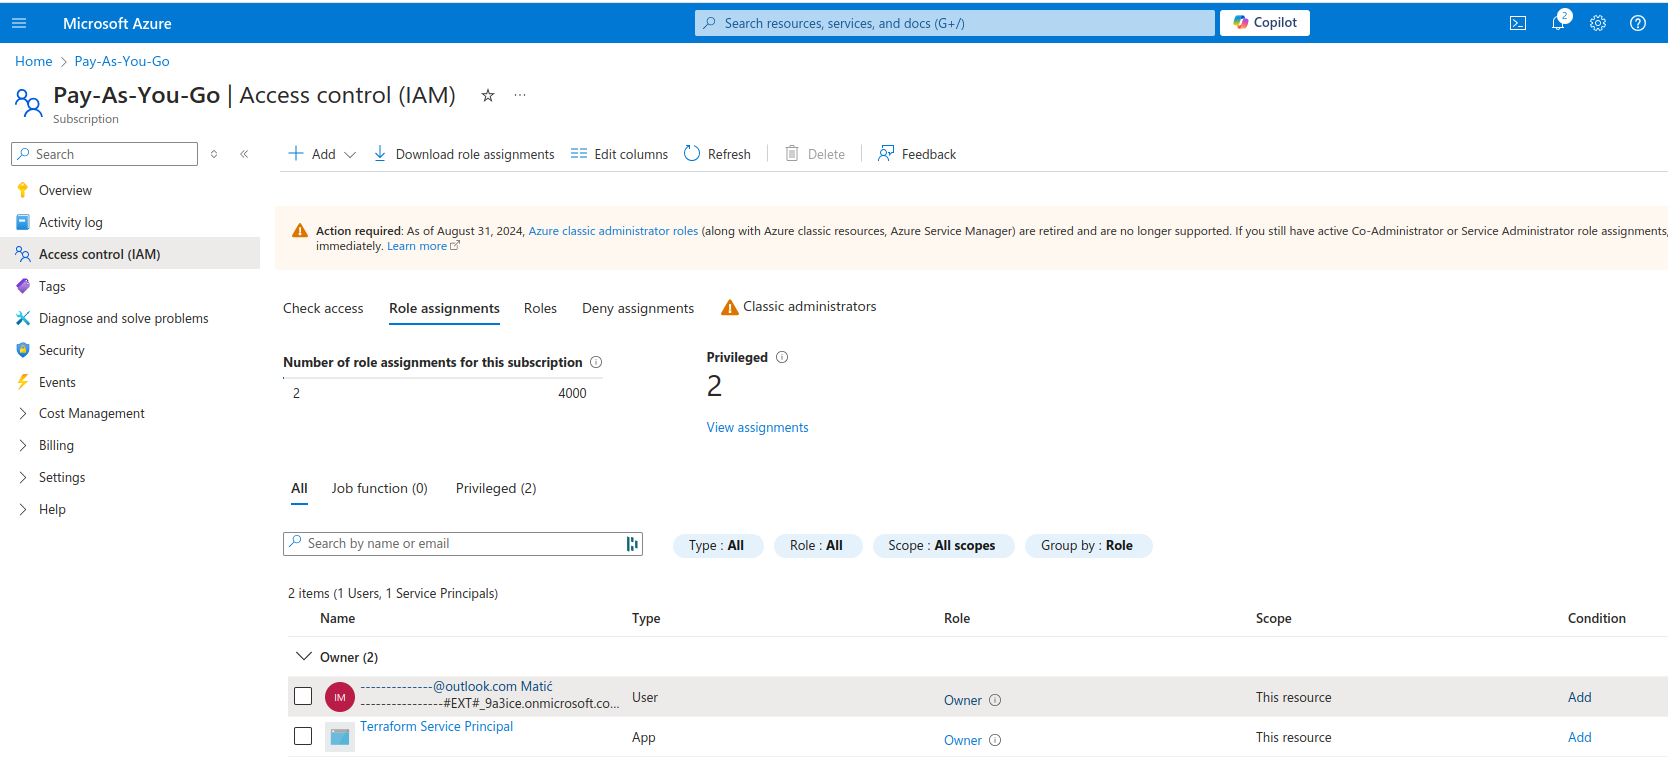 Microsoft Azure
Search resources, services, and docs (G+/)
Copilot
2
Home > Pay-As-You-Go
Pay-As-You-Go | Access control (IAM)
Subscription
Search
Add
Download role assignments
Edit columns
Refresh
Delete
Feedback
Overview
Activity log
Access control (IAM)
Tags
Diagnose and solve problems
Security
Events
Cost Management
Billing
Settings
Help
Action required: As of August 31, 2024, Azure classic administrator roles (along with Azure classic resources, Azure Service Manager) are retired and are no longer supported. If you still have active Co-Administrator or Service Administrator role assignments,
immediately. Learn more
Check access
Role assignments
Roles
Deny assignments
Classic administrators
Number of role assignments for this subscription
2
4000
Privileged
2
View assignments
All
Job function (0)
Privileged (2)
Search by name or email
Type : All
Role : All
Scope : All scopes
Group by : Role
2 items (1 Users, 1 Service Principals)
Name
Type
Role
Scope
Condition
Owner (2)
IM
--------------@outlook.com Matić
----------------#EXT#_9a3ice.onmicrosoft.co...
User
Owner
This resource
Add
Terraform Service Principal
App
Owner
This resource
Add